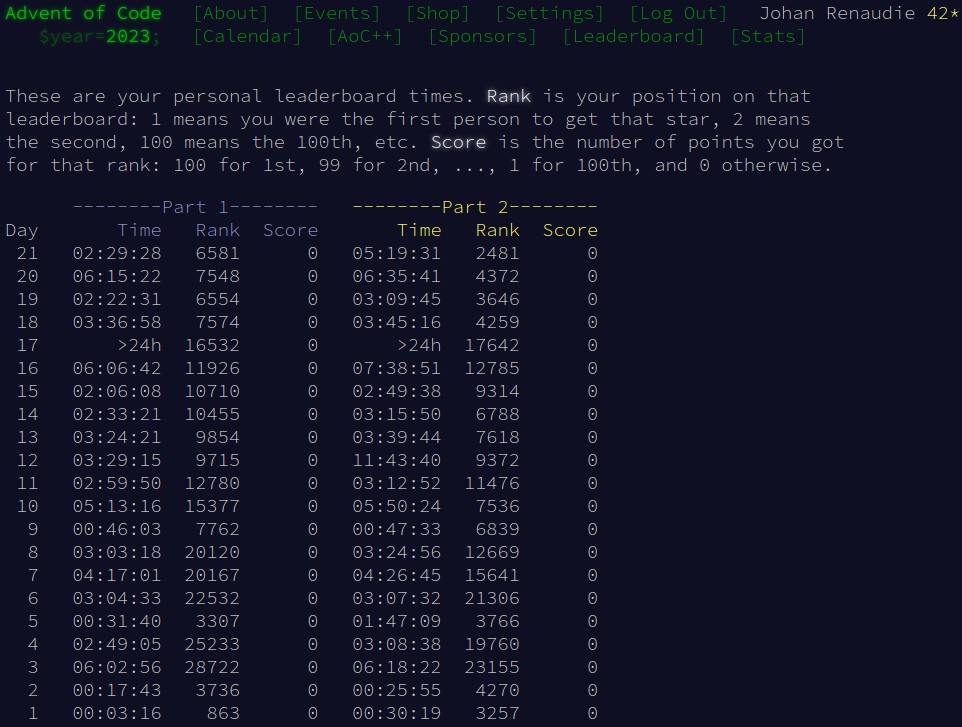 Advent of Code [About] [Events] [Shop] [Settings] [Log Out] Johan Renaudie 42*
$year=2023; [Calendar] [AoC++] [Sponsors] [Leaderboard] [Stats]
These are your personal leaderboard times. Rank is your position on that
leaderboard: 1 means you were the first person to get that star, 2 means
the second, 100 means the 100th, etc. Score is the number of points you got
for that rank: 100 for 1st, 99 for 2nd, ..., 1 for 100th, and 0 otherwise.
--------Part 1-------- --------Part 2--------
Day Time Rank Score Time Rank Score
21 02:29:28 6581 0 05:19:31 2481 0
20 06:15:22 7548 0 06:35:41 4372 0
19 02:22:31 6554 0 03:09:45 3646 0
18 03:36:58 7574 0 03:45:16 4259 0
17 >24h 16532 0 >24h 17642 0
16 06:06:42 11926 0 07:38:51 12785 0
15 02:06:08 10710 0 02:49:38 9314 0
14 02:33:21 10455 0 03:15:50 6788 0
13 03:24:21 9854 0 03:39:44 7618 0
12 03:29:15 9715 0 11:43:40 9372 0
11 02:59:50 12780 0 03:12:52 11476 0
10 05:13:16 15377 0 05:50:24 7536 0
9 00:46:03 7762 0 00:47:33 6839 0
8 03:03:18 20120 0 03:24:56 12669 0
7 04:17:01 20167 0 04:26:45 15641 0
6 03:04:33 22532 0 03:07:32 21306 0
5 00:31:40 3307 0 01:47:09 3766 0
4 02:49:05 25233 0 03:08:38 19760 0
3 06:02:56 28722 0 06:18:22 23155 0
2 00:17:43 3736 0 00:25:55 4270 0
1 00:03:16 863 0 00:30:19 3257 0